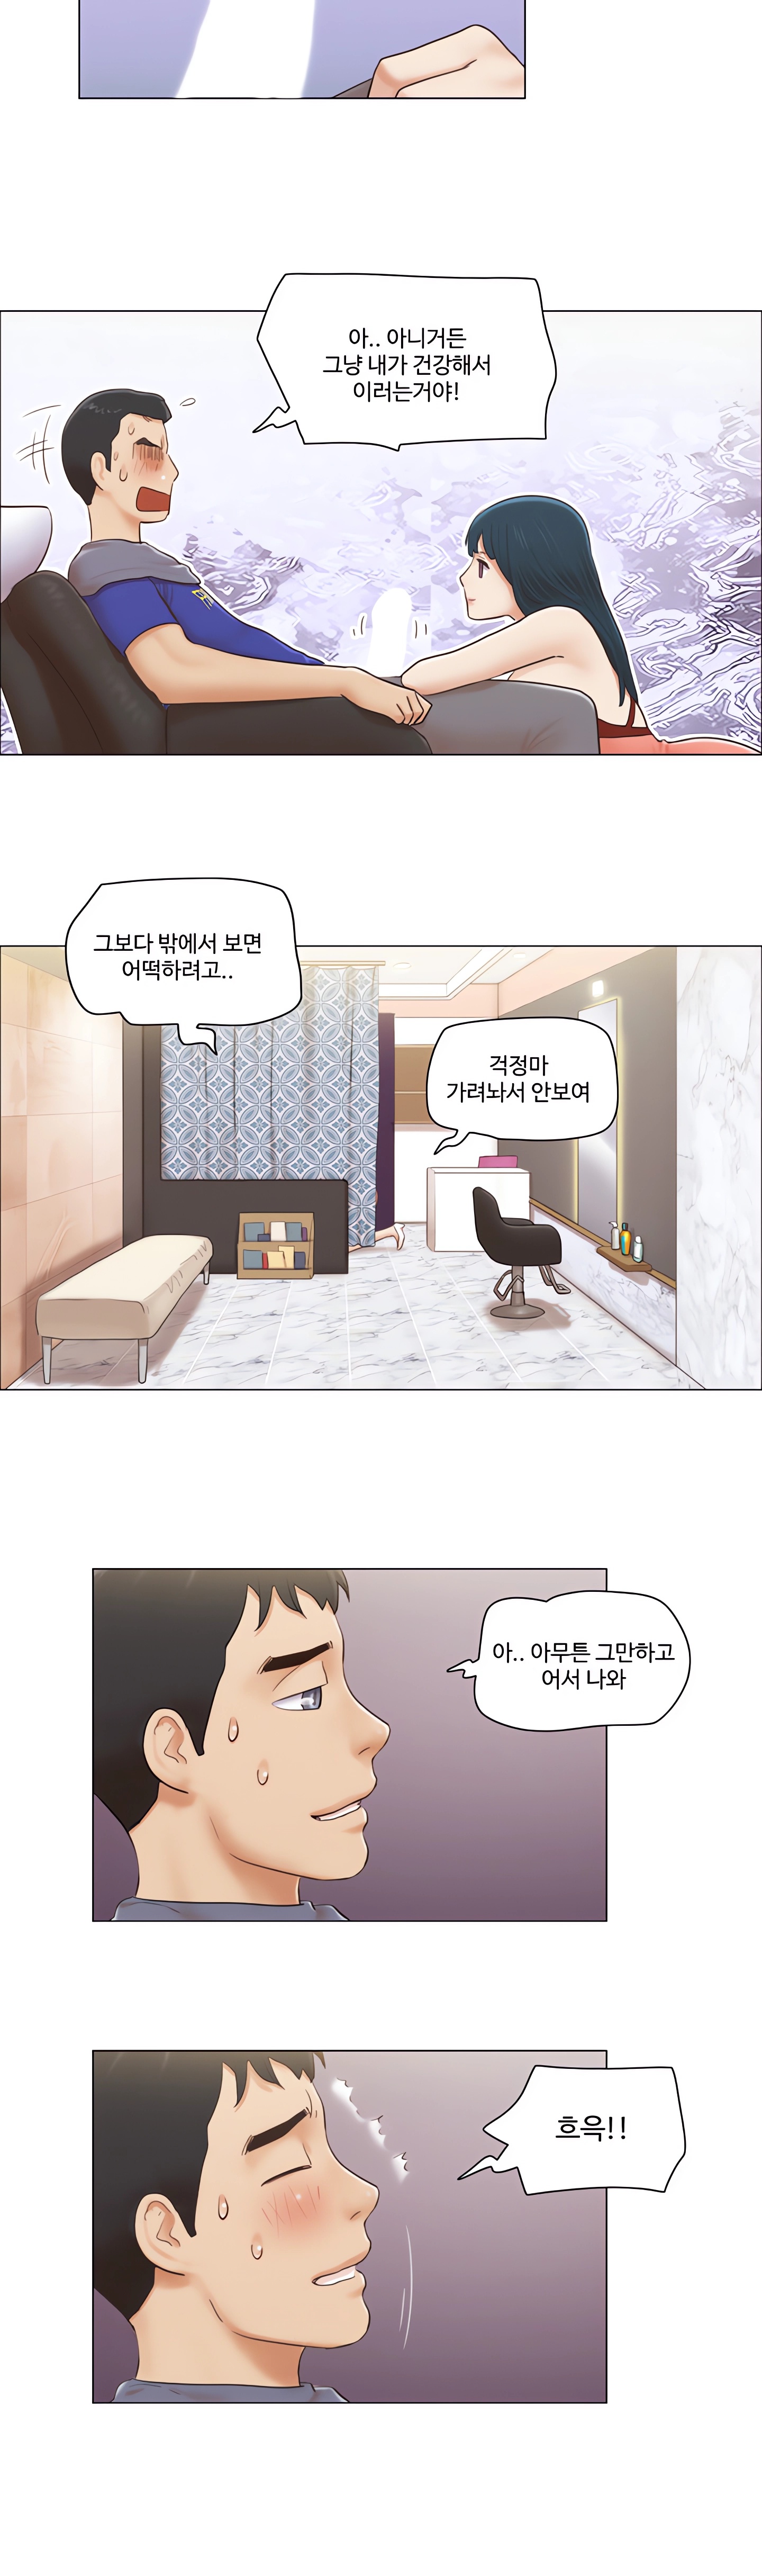 아.. 아니거든
그냥 내가 건강해서
이러는거야!
그보다 밖에서 보면
어떡하려고..
걱정마
가려놔서 안보여
아.. 아무튼 그만하고
어서 나와
흐윽!!